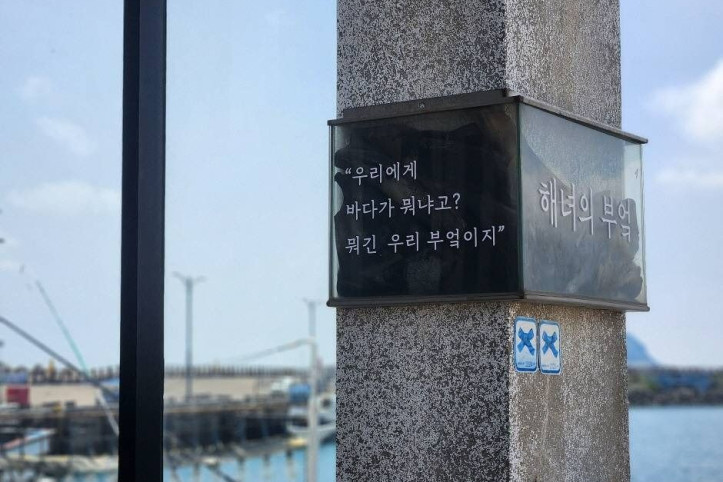 “우리에게
바다가 뭐냐고?
뭐긴 우리 부엌이지”
해녀의 부엌